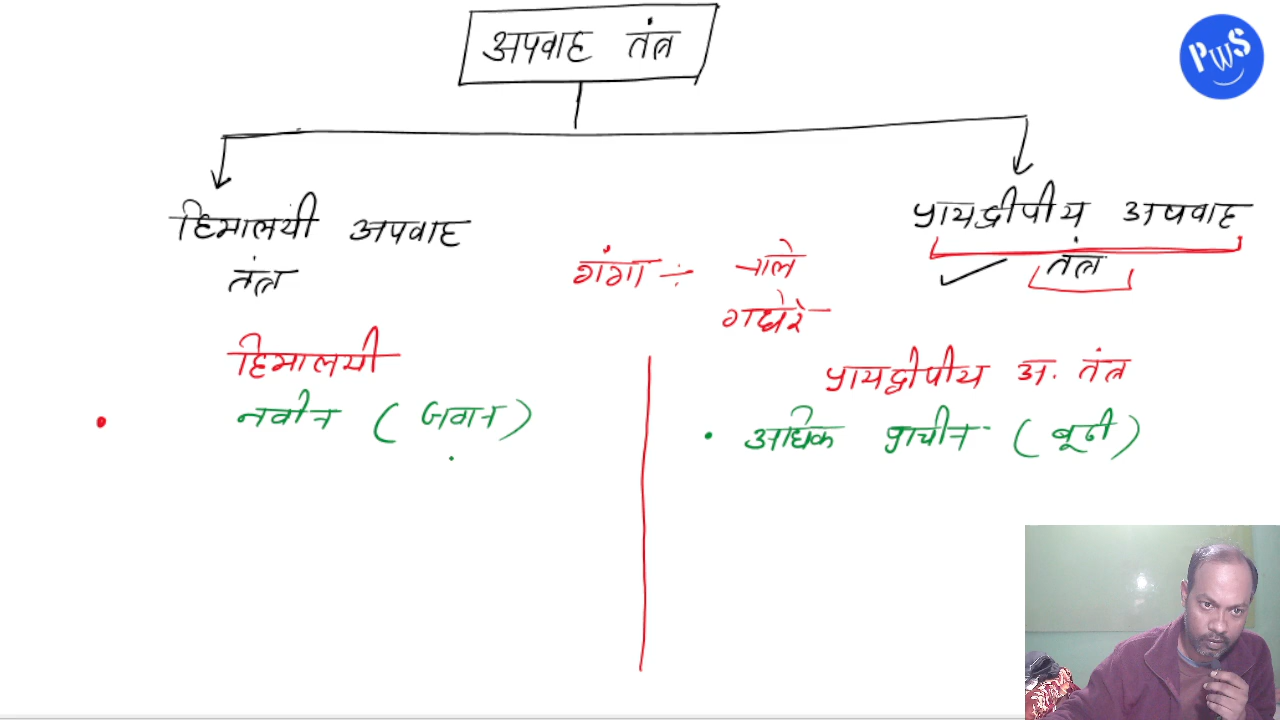 अपवाह तंत्र
PWS
हिमालयी अपवाह
तंत्र
प्रायद्वीपीय अपवाह
तंत्र
गंगा ÷ नाले
गधेरे
हिमालयी
नवीन (जवान)
प्रायद्वीपीय अ. तंत्र
• अधिक प्राचीन (बूढ़ी)